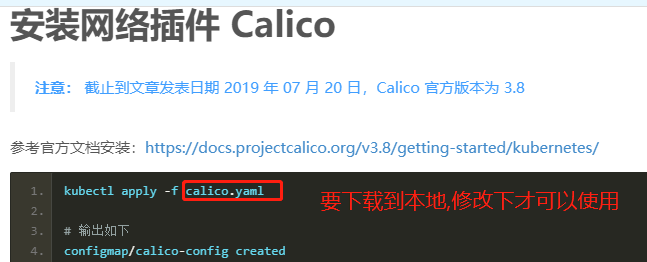 安装网络插件 Calico
注意： 截止到文章发表日期 2019 年 07 月 20 日，Calico 官方版本为 3.8
参考官方文档安装：https://docs.projectcalico.org/v3.8/getting-started/kubernetes/
1. kubectl apply -f calico.yaml
要下载到本地,修改下才可以使用
2.
3. # 输出如下
4. configmap/calico-config created